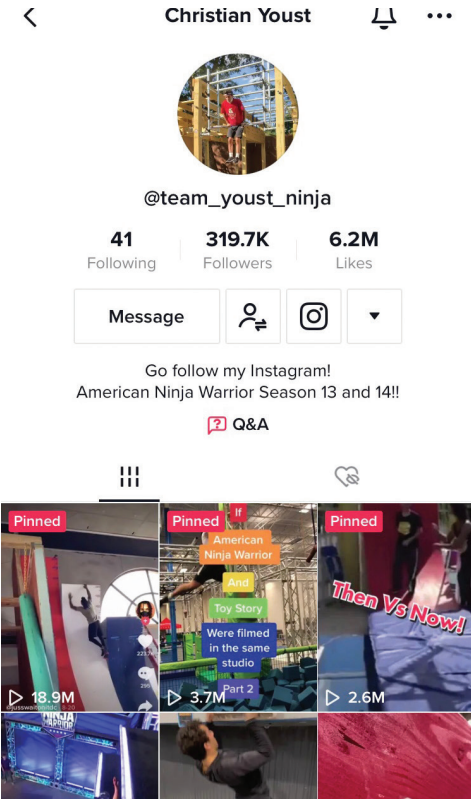 Christian Youst
@team_youst_ninja
41
319.7K
6.2M
Following
Followers
Likes
Message
Go follow my Instagram!
American Ninja Warrior Season 13 and 14!!
Q&A
Pinned
Pinned
Pinned
If
American
Ninja Warrior
And
Toy Story
Were filmed
in the same
studio
Part 2
Then Vs Now!
18.9M
3.7M
2.6M
NINJA
WARRIOR